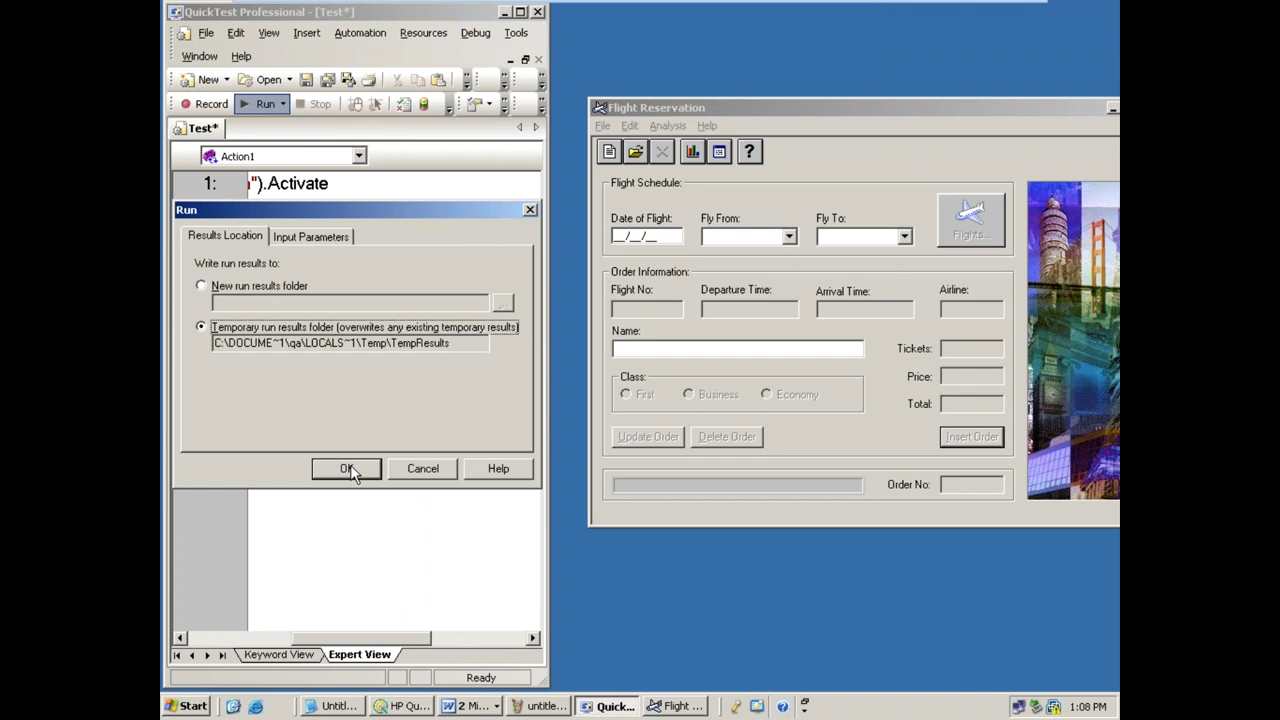 QuickTest Professional - [Test*]
File Edit View Insert Automation Resources Debug Tools
Window Help
New Open
Record Run Stop
Test*
Action1
1: ").Activate
Run
Results Location Input Parameters
Write run results to:
New run results folder
...
Temporary run results folder (overwrites any existing temporary results)
C:\DOCUME~1\qa\LOCALS~1\Temp\TempResults
OK Cancel Help
Keyword View Expert View
Ready
Flight Reservation
File Edit Analysis Help
?
Flight Schedule:
Date of Flight: Fly From: Fly To:
__/__/__
Flights...
Order Information:
Flight No: Departure Time: Arrival Time: Airline:
Name:
Tickets:
Class:
Price:
First Business Economy
Total:
Update Order Delete Order Insert Order
Order No:
Start Untitl... HP Qu... 2 Mi... untitle... Quick... Flight ... 1:08 PM